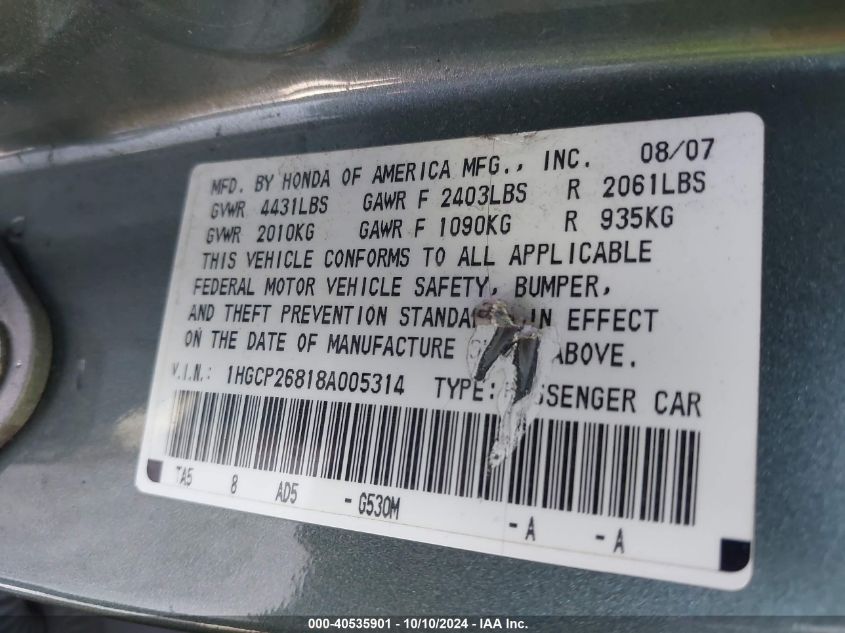 MFD. BY HONDA OF AMERICA MFG., INC. 08/07
GVWR 4431LBS GAWR F 2403LBS R 2061LBS
GVWR 2010KG GAWR F 1090KG R 935KG
THIS VEHICLE CONFORMS TO ALL APPLICABLE
FEDERAL MOTOR VEHICLE SAFETY, BUMPER,
AND THEFT PREVENTION IN EFFECT
ON THE DATE OF MANUFACTURE ABOVE.
V.I.N.: 1HGCP26818A005314 TYPE: CAR
TA5 8 AD5 -G530M -A -A
000-40535901 - 10/10/2024 - IAA Inc.